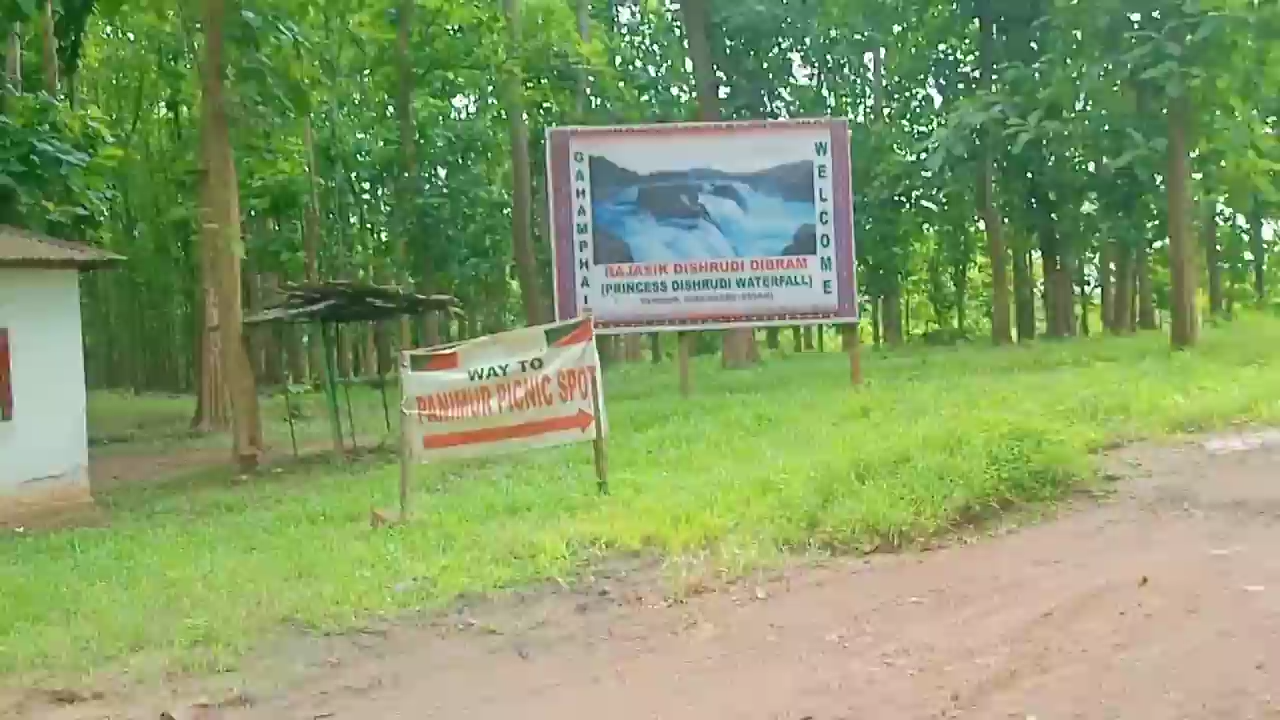 GAHAMPHAI
WELCOME
RAJASIK DISHRUDI DIBRAM
(PRINCESS DISHRUDI WATERFALL)
WAY TO
PANIMUR PICNIC SPOT